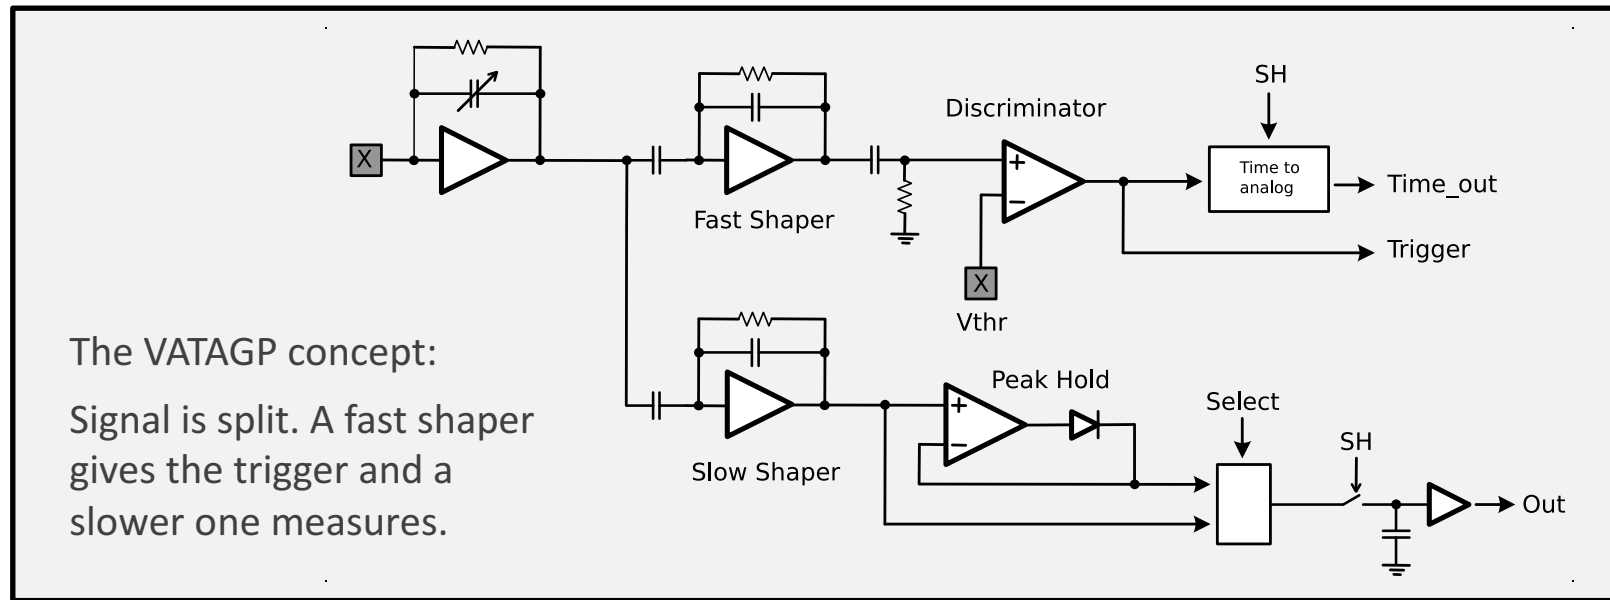 SH
Discriminator
X
+
Time to
analog
Time_out
−
Fast Shaper
Trigger
X
Vthr
The VATAGP concept:
Signal is split. A fast shaper
gives the trigger and a
slower one measures.
Peak Hold
+
−
Select
SH
Slow Shaper
Out